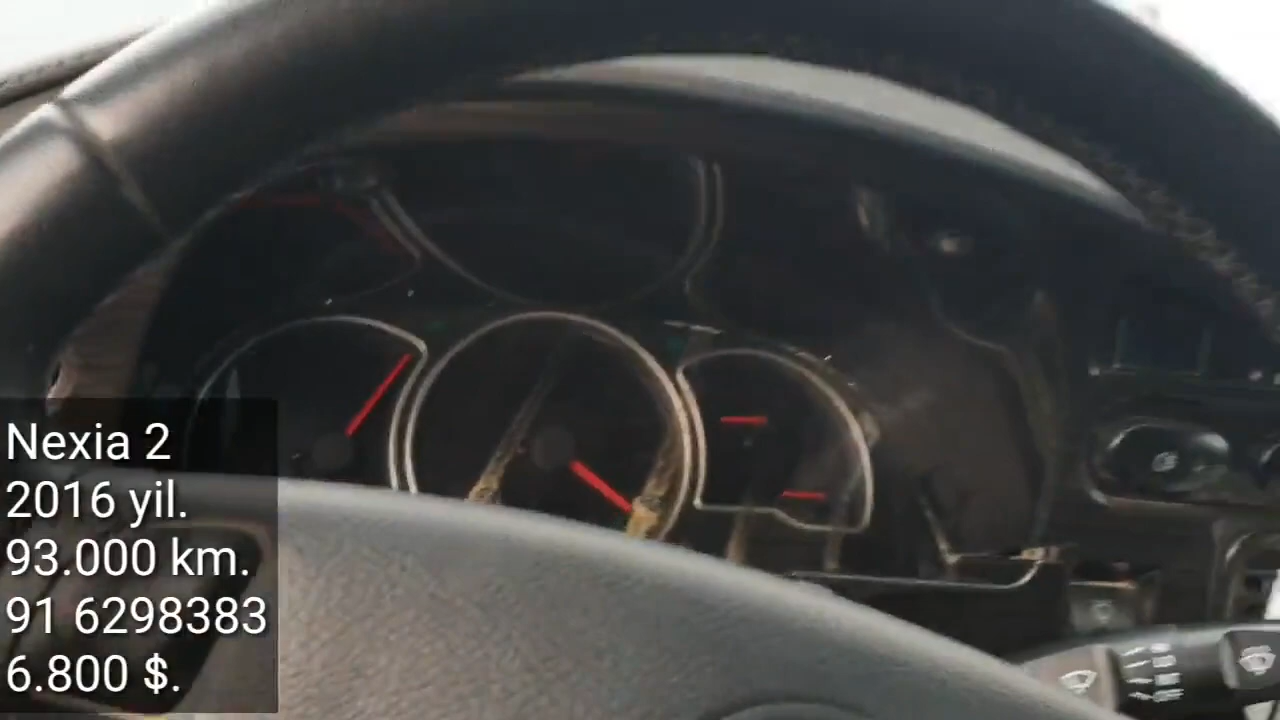 Nexia 2
2016 yil.
93.000 km.
91 6298383
6.800 $.